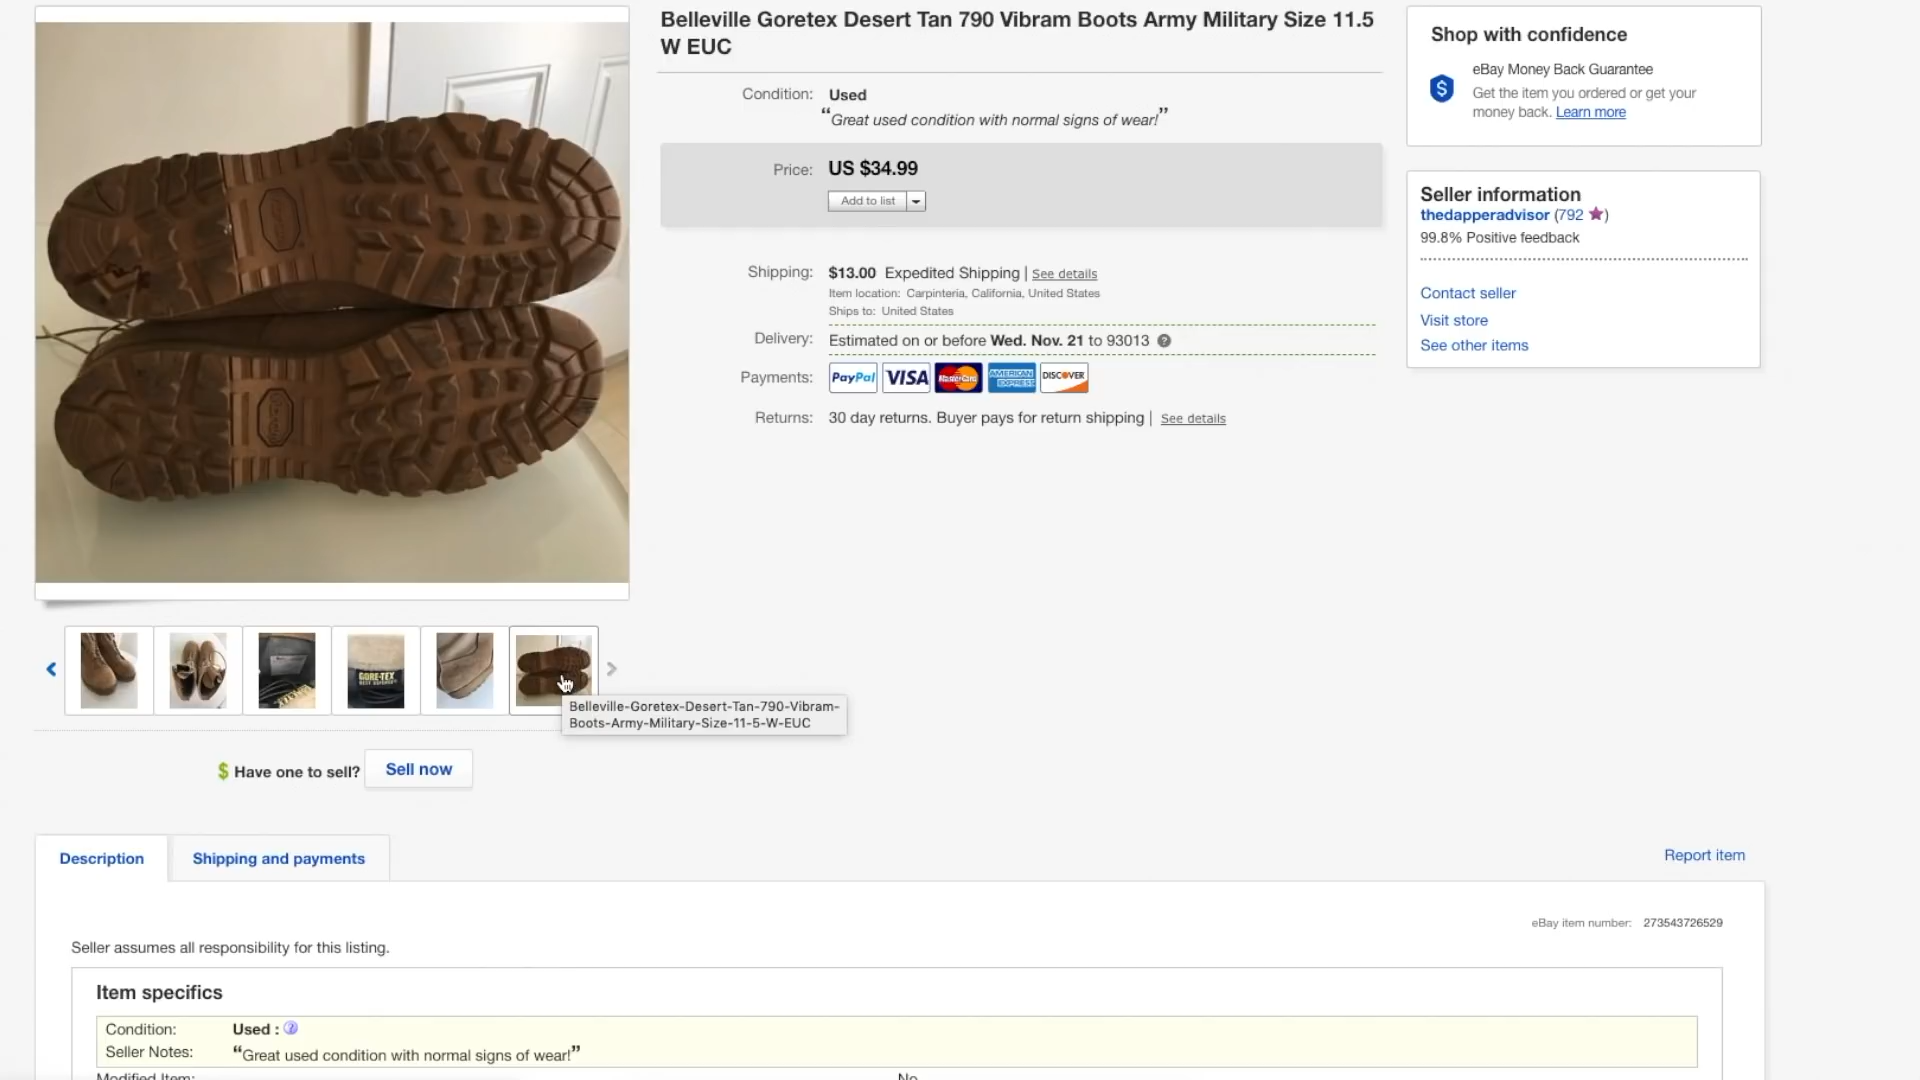 Belleville Goretex Desert Tan 790 Vibram Boots Army Military Size 11.5
W EUC
Condition: Used
“Great used condition with normal signs of wear!”
Price: US $34.99
Add to list
Shipping: $13.00 Expedited Shipping | See details
Item location: Carpinteria, California, United States
Ships to: United States
Delivery: Estimated on or before Wed. Nov. 21 to 93013 ?
Payments: PayPal VISA MasterCard AMERICAN EXPRESS DISCOVER
Returns: 30 day returns. Buyer pays for return shipping | See details
Shop with confidence
$
eBay Money Back Guarantee
Get the item you ordered or get your
money back. Learn more
Seller information
thedapperadvisor (792 ★)
99.8% Positive feedback
Contact seller
Visit store
See other items
GORE-TEX
Belleville-Goretex-Desert-Tan-790-Vibram-
Boots-Army-Military-Size-11-5-W-EUC
$ Have one to sell? Sell now
Description
Shipping and payments
Report item
eBay item number: 273543726529
Seller assumes all responsibility for this listing.
Item specifics
Condition: Used : ?
Seller Notes: “Great used condition with normal signs of wear!”
Modified Item: No